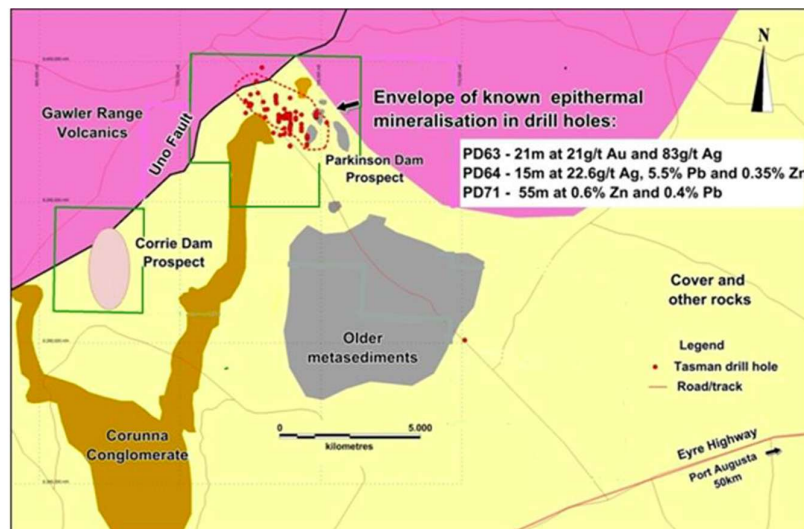 N
Gawler Range
Volcanics
Uno Fault
Envelope of known epithermal
mineralisation in drill holes:
PD63 - 21m at 21g/t Au and 83g/t Ag
PD64 - 15m at 22.6g/t Ag, 5.5% Pb and 0.35% Zn
PD71 - 55m at 0.6% Zn and 0.4% Pb
Parkinson Dam
Prospect
Corrie Dam
Prospect
Cover and
other rocks
Older
metasediments
Legend
Tasman drill hole
Road/track
Corunna
Conglomerate
5.000
kilometres
Eyre Highway
Port Augusta
50km